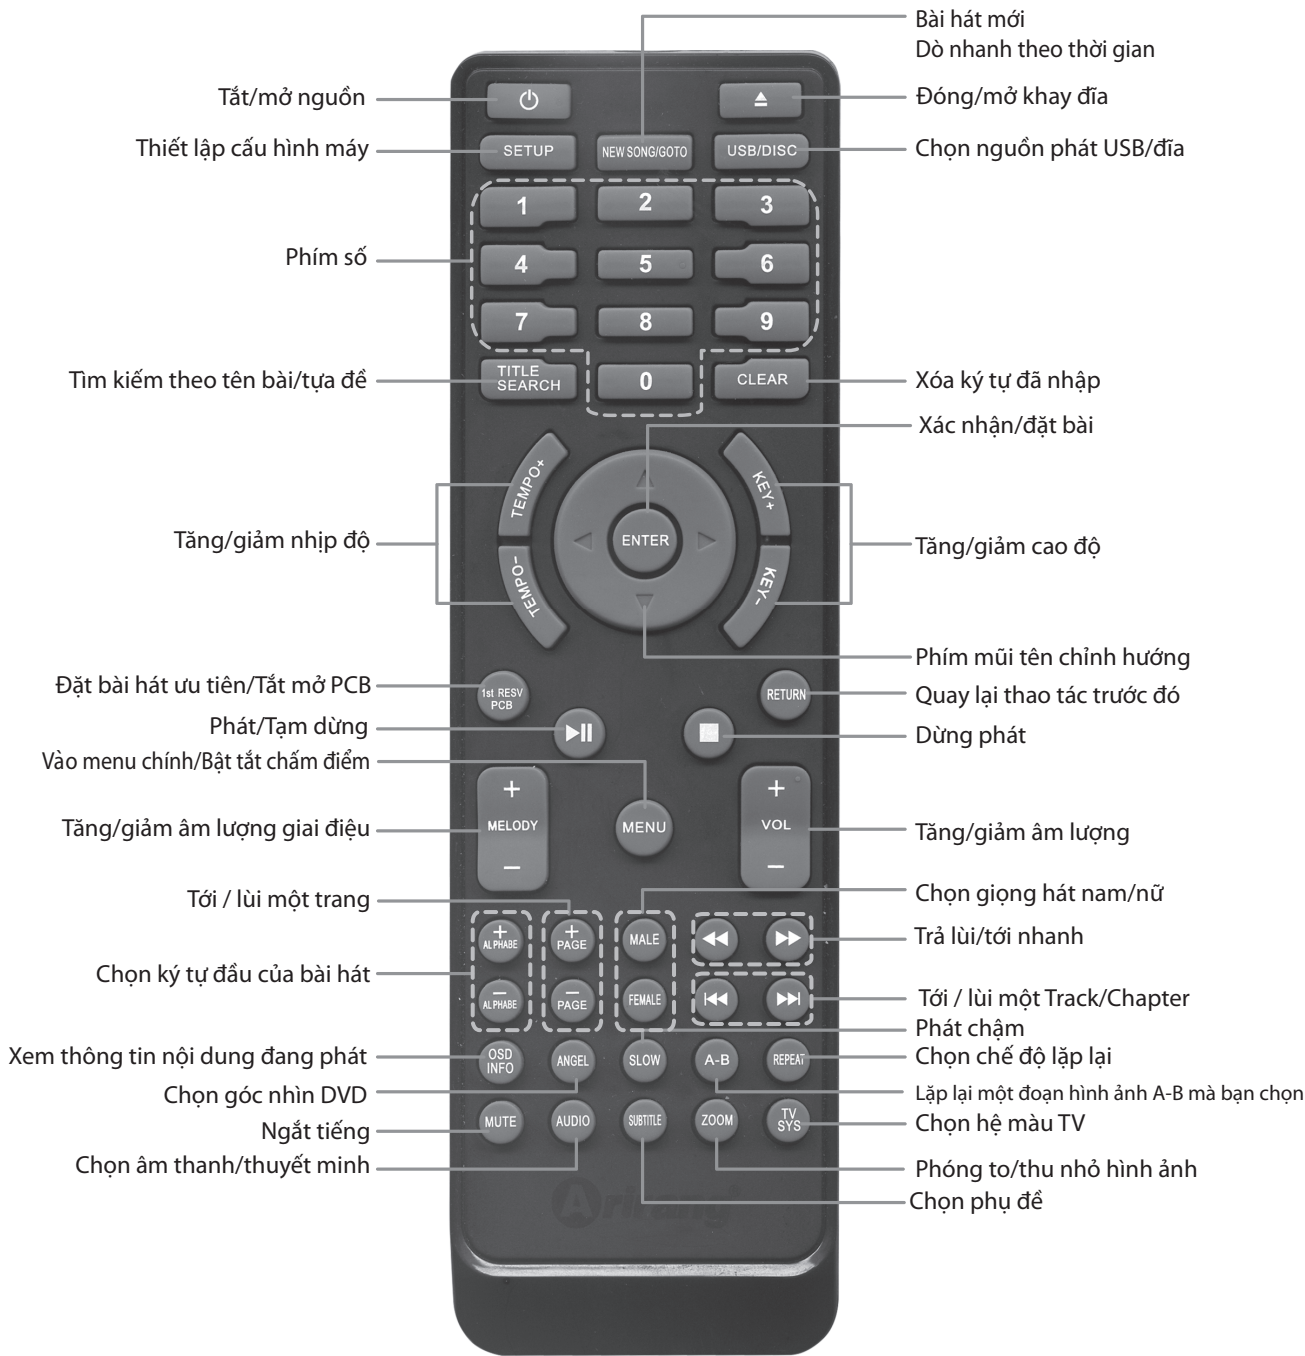 Bài hát mới
Dò nhanh theo thời gian
Tắt/mở nguồn
Đóng/mở khay đĩa
Thiết lập cấu hình máy
SETUP
NEW SONG/GOTO
USB/DISC
Chọn nguồn phát USB/đĩa
1
2
3
Phím số
4
5
6
7
8
9
Tìm kiếm theo tên bài/tựa đề
TITLE
SEARCH
0
CLEAR
Xóa ký tự đã nhập
Xác nhận/đặt bài
TEMPO+
KEY+
Tăng/giảm nhịp độ
ENTER
Tăng/giảm cao độ
TEMPO-
KEY-
Phím mũi tên chỉnh hướng
Đặt bài hát ưu tiên/Tắt mở PCB
1st RESV
PCB
RETURN
Quay lại thao tác trước đó
Phát/Tạm dừng
Dừng phát
Vào menu chính/Bật tắt chấm điểm
+
+
Tăng/giảm âm lượng giai điệu
MELODY
MENU
VOL
Tăng/giảm âm lượng
–
–
Tới / lùi một trang
Chọn giọng hát nam/nữ
+
ALPHABE
+
PAGE
MALE
Trả lùi/tới nhanh
Chọn ký tự đầu của bài hát
–
ALPHABE
–
PAGE
FEMALE
Tới / lùi một Track/Chapter
Phát chậm
Xem thông tin nội dung đang phát
OSD
INFO
ANGEL
SLOW
A-B
REPEAT
Chọn chế độ lặp lại
Chọn góc nhìn DVD
Lặp lại một đoạn hình ảnh A-B mà bạn chọn
Ngắt tiếng
MUTE
AUDIO
SUBTITLE
ZOOM
TV
SYS
Chọn hệ màu TV
Chọn âm thanh/thuyết minh
Phóng to/thu nhỏ hình ảnh
Chọn phụ đề
Arirang